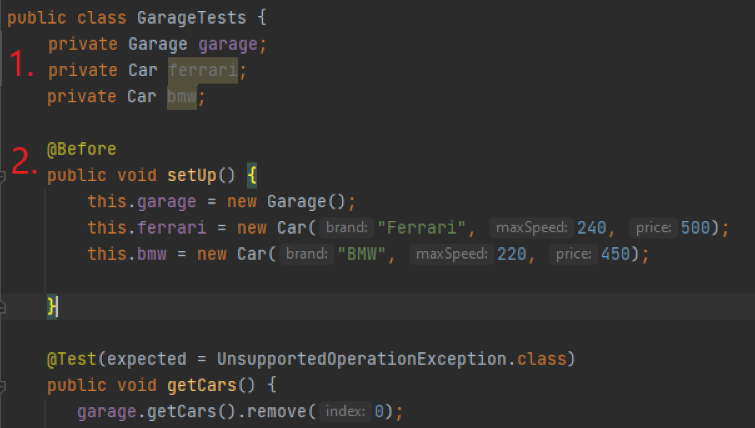 public class GarageTests {
private Garage garage;
1. private Car ferrari;
private Car bmw;
@Before
2. public void setUp() {
this.garage = new Garage();
this.ferrari = new Car( brand: "Ferrari", maxSpeed: 240, price: 500);
this.bmw = new Car( brand: "BMW", maxSpeed: 220, price: 450);
}
@Test(expected = UnsupportedOperationException.class)
public void getCars() {
garage.getCars().remove( index: 0);